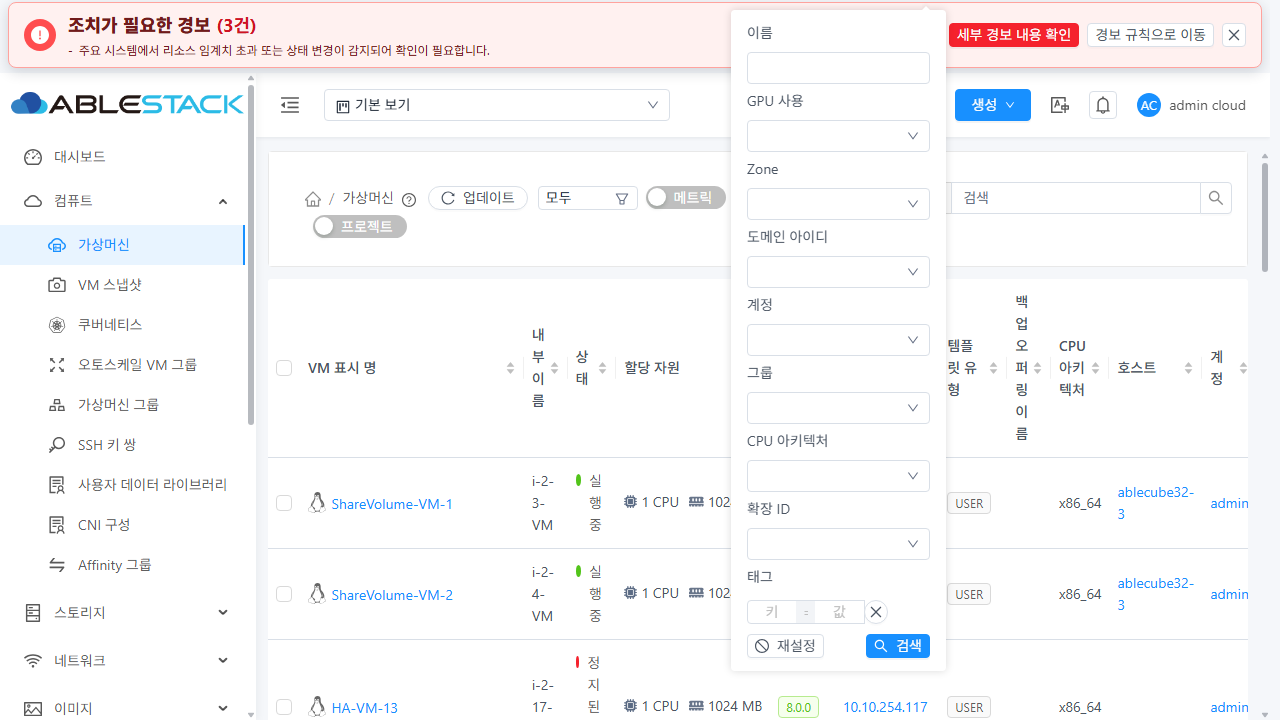 조치가 필요한 경보 (3건)
- 주요 시스템에서 리소스 임계치 초과 또는 상태 변경이 감지되어 확인이 필요합니다.
세부 경보 내용 확인
경보 규칙으로 이동
ABLESTACK
기본 보기
생성
AC
admin cloud
대시보드
컴퓨트
가상머신
VM 스냅샷
쿠버네티스
오토스케일 VM 그룹
가상머신 그룹
SSH 키 쌍
사용자 데이터 라이브러리
CNI 구성
Affinity 그룹
스토리지
네트워크
이미지
/ 가상머신
업데이트
모두
메트릭
프로젝트
검색
이름
GPU 사용
Zone
도메인 아이디
계정
그룹
CPU 아키텍처
확장 ID
태그
키 = 값
재설정
검색
VM 표시 명
내부이름
상태
할당 자원
템플릿 유형
백업오퍼링이름
CPU 아키텍처
호스트
계정
ShareVolume-VM-1
i-2-3-VM
실행중
1 CPU
USER
x86_64
ablecube32-3
admin
ShareVolume-VM-2
i-2-4-VM
실행중
1 CPU
USER
x86_64
ablecube32-3
admin
HA-VM-13
i-2-17-
정지된
1 CPU
1024 MB
8.0.0
10.10.254.117
USER
x86_64
admin